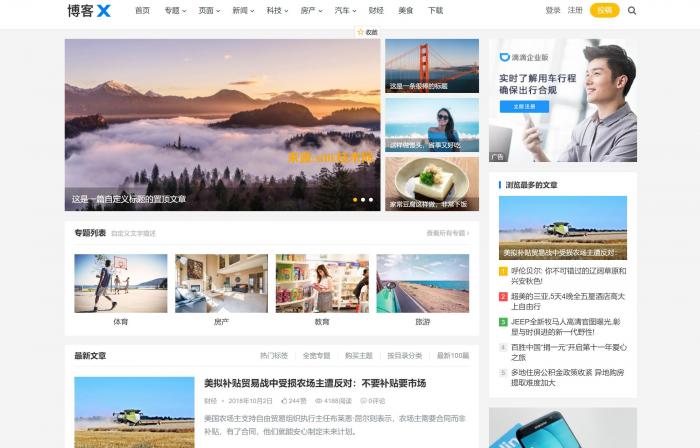 博客 X
首页 专题 页面 新闻 科技 房产 汽车 财经 美食 下载
登录 注册 投稿
收藏
这是一条很棒的标题
这样做馒头，省事又好吃
家常豆腐这样做，非常下饭
这是一篇自定义标题的置顶文章
滴滴企业版
实时了解用车行程
确保出行合规
立即注册
广告
专题列表 自定义文字描述
查看所有专题
体育 房产 教育 旅游
浏览最多的文章
美拟补贴贸易战中受损农场主遭反对：
1 呼伦贝尔：你不可错过的辽阔草原和
兴安秋色！
2 超美的三亚,5天4晚全五星酒店高大
上自由行
3 JEEP全新牧马人高清官图曝光,彰
显与时俱进的新一代野性！
4 百胜中国“捐一元”开启第十一年爱心
之旅
5 多地住房公积金政策收紧 异地购房
提取难度加大
最新文章
热门标签 全宽专题 购买主题 按目录分类 最新100篇
美拟补贴贸易战中受损农场主遭反对：不要补贴要市场
财经 • 2018年10月2日 244赞 4188阅读 0评论
美国农场主支持自由贸易组织执行主任布莱恩·屈尔则表示，农场主需要合同而非
补贴，有了合同，他们就能安心制定未来计划。